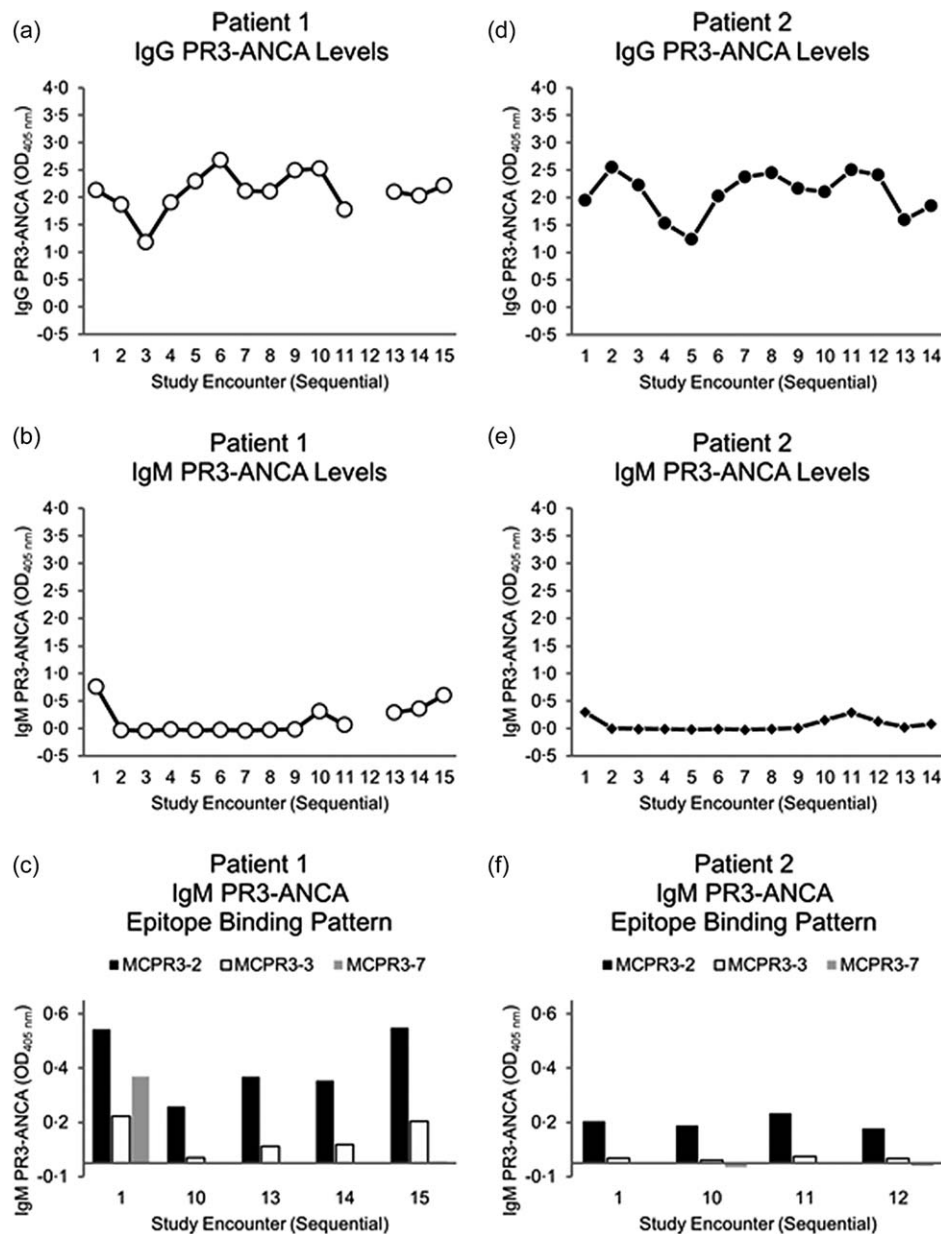 (a)
Patient 1
IgG PR3-ANCA Levels
IgG PR3-ANCA (OD405 nm)
4·0
3·5
3·0
2·5
2·0
1·5
1·0
0·5
0·0
-0·5
1 2 3 4 5 6 7 8 9 10 11 12 13 14 15
Study Encounter (Sequential)
(d)
Patient 2
IgG PR3-ANCA Levels
IgG PR3-ANCA (OD405 nm)
4·0
3·5
3·0
2·5
2·0
1·5
1·0
0·5
0·0
-0·5
1 2 3 4 5 6 7 8 9 10 11 12 13 14
Study Encounter (Sequential)
(b)
Patient 1
IgM PR3-ANCA Levels
IgM PR3-ANCA (OD405 nm)
4·0
3·5
3·0
2·5
2·0
1·5
1·0
0·5
0·0
-0·5
1 2 3 4 5 6 7 8 9 10 11 12 13 14 15
Study Encounter (Sequential)
(e)
Patient 2
IgM PR3-ANCA Levels
IgM PR3-ANCA (OD405 nm)
4·0
3·5
3·0
2·5
2·0
1·5
1·0
0·5
0·0
-0·5
1 2 3 4 5 6 7 8 9 10 11 12 13 14
Study Encounter (Sequential)
(c)
Patient 1
IgM PR3-ANCA
Epitope Binding Pattern
MCPR3-2 MCPR3-3 MCPR3-7
IgM PR3-ANCA (OD405 nm)
0·6
0·4
0·2
-0·1
1 10 13 14 15
Study Encounter (Sequential)
(f)
Patient 2
IgM PR3-ANCA
Epitope Binding Pattern
MCPR3-2 MCPR3-3 MCPR3-7
IgM PR3-ANCA (OD405 nm)
0·6
0·4
0·2
-0·1
1 10 11 12
Study Encounter (Sequential)